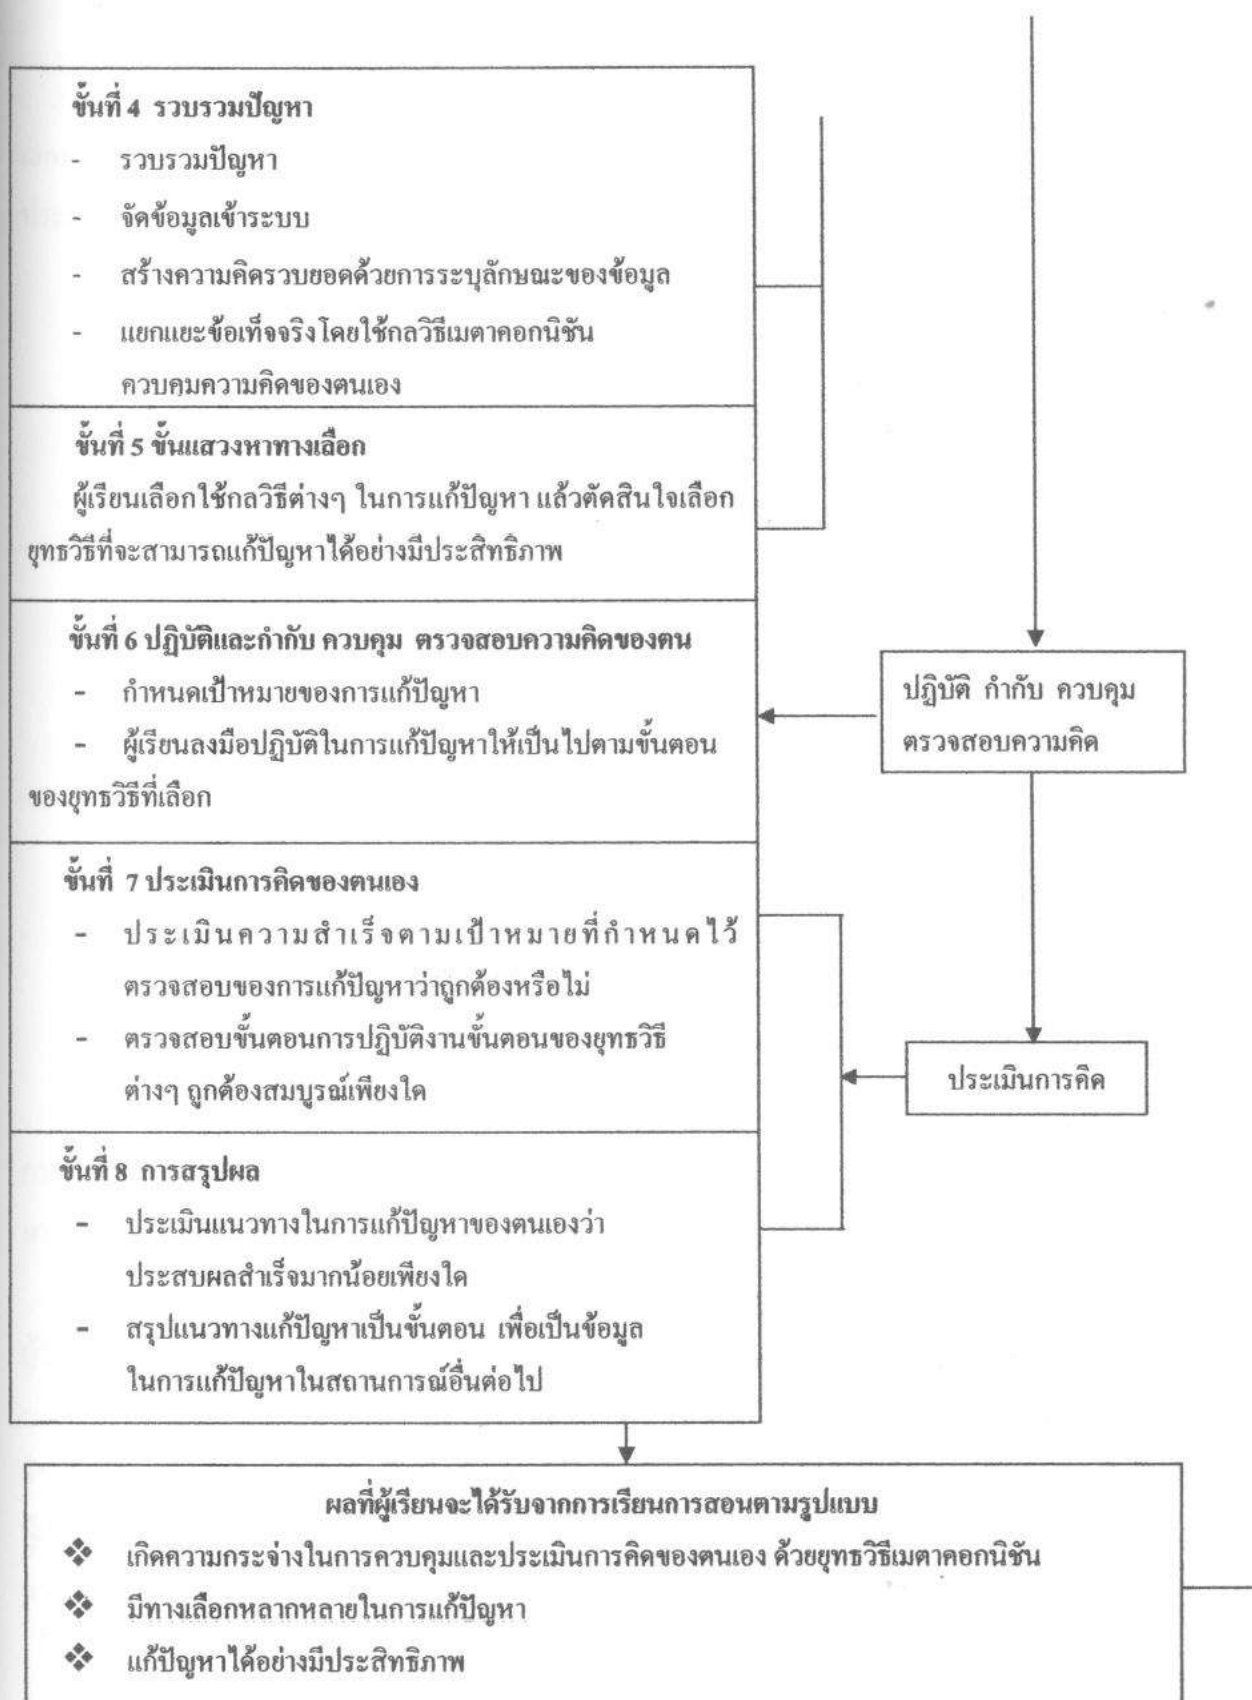 ขั้นที่ 4 รวบรวมปัญหา
- รวบรวมปัญหา
- จัดข้อมูลเข้าระบบ
- สร้างความคิดรวบยอดด้วยการระบุลักษณะของข้อมูล
- แยกแยะข้อเท็จจริงโดยใช้กลวิธีเมตาคอกนิชัน
ควบคุมความคิดของตนเอง
ขั้นที่ 5 ขั้นแสวงหาทางเลือก
ผู้เรียนเลือกใช้กลวิธีต่างๆ ในการแก้ปัญหา แล้วตัดสินใจเลือก
ยุทธวิธีที่จะสามารถแก้ปัญหาได้อย่างมีประสิทธิภาพ
ขั้นที่ 6 ปฏิบัติและกำกับ ควบคุม ตรวจสอบความคิดของตน
- กำหนดเป้าหมายของการแก้ปัญหา
- ผู้เรียนลงมือปฏิบัติในการแก้ปัญหาให้เป็นไปตามขั้นตอน
ของยุทธวิธีที่เลือก
ปฏิบัติ กำกับ ควบคุม
ตรวจสอบความคิด
ขั้นที่ 7 ประเมินการคิดของตนเอง
- ประเมินความสำเร็จตามเป้าหมายที่กำหนดไว้
ตรวจสอบของการแก้ปัญหาว่าถูกต้องหรือไม่
- ตรวจสอบขั้นตอนการปฏิบัติงานขั้นตอนของยุทธวิธี
ต่างๆ ถูกต้องสมบูรณ์เพียงใด
ประเมินการคิด
ขั้นที่ 8 การสรุปผล
- ประเมินแนวทางในการแก้ปัญหาของตนเองว่า
ประสบผลสำเร็จมากน้อยเพียงใด
- สรุปแนวทางแก้ปัญหาเป็นขั้นตอน เพื่อเป็นข้อมูล
ในการแก้ปัญหาในสถานการณ์อื่นต่อไป
ผลที่ผู้เรียนจะได้รับจากการเรียนการสอนตามรูปแบบ
❖ เกิดความกระจ่างในการควบคุมและประเมินการคิดของตนเอง ด้วยยุทธวิธีเมตาคอกนิชัน
❖ มีทางเลือกหลากหลายในการแก้ปัญหา
❖ แก้ปัญหาได้อย่างมีประสิทธิภาพ